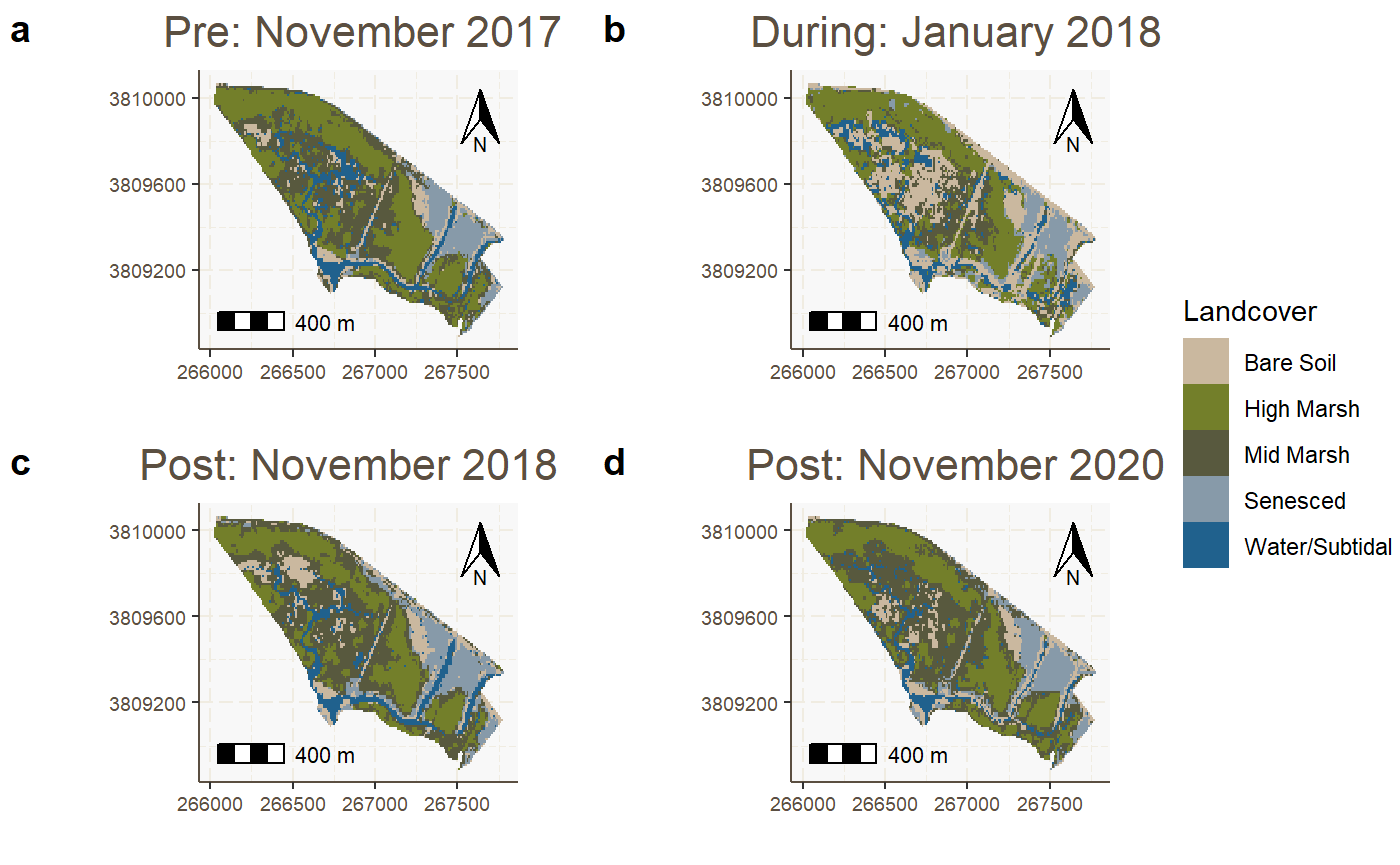 a Pre: November 2017
3810000
3809600
3809200
N
400 m
266000 266500 267000 267500
b During: January 2018
3810000
3809600
3809200
N
400 m
266000 266500 267000 267500
Landcover
Bare Soil
High Marsh
Mid Marsh
Senesced
Water/Subtidal
c Post: November 2018
3810000
3809600
3809200
N
400 m
266000 266500 267000 267500
d Post: November 2020
3810000
3809600
3809200
N
400 m
266000 266500 267000 267500